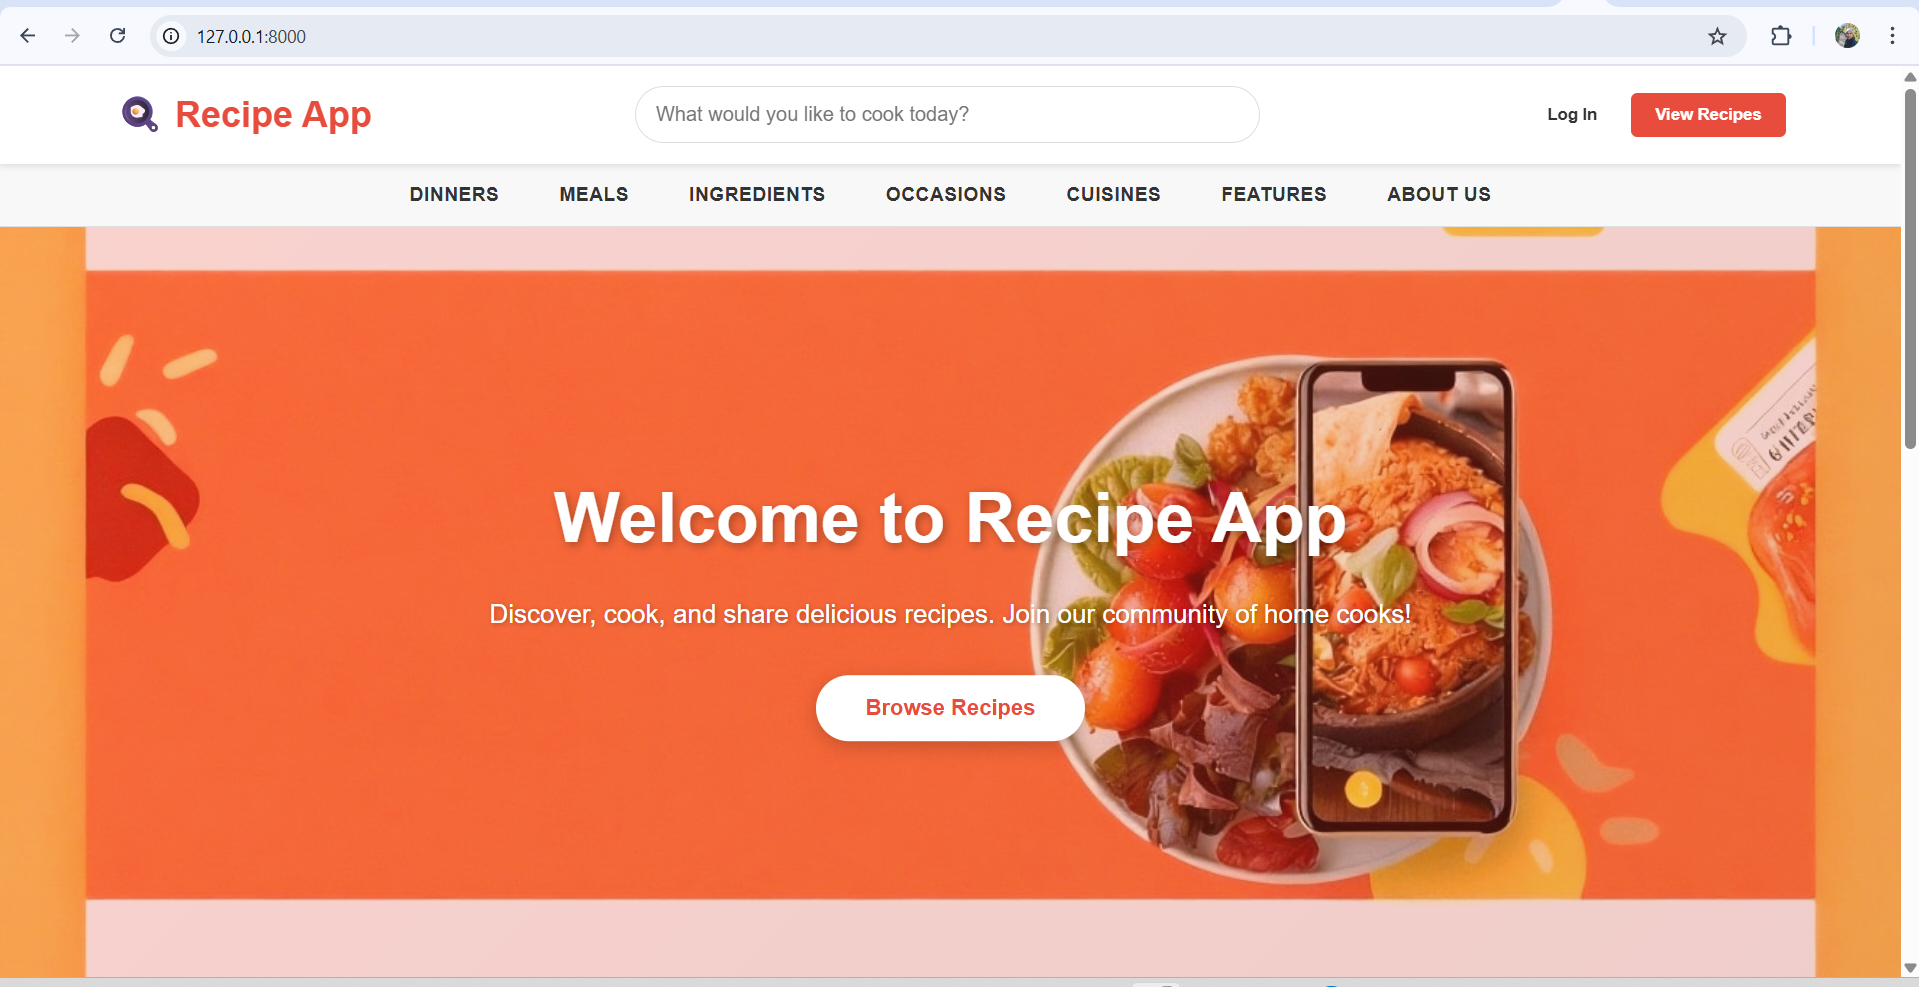 127.0.0.1:8000
Recipe App
What would you like to cook today?
Log In
View Recipes
DINNERS MEALS INGREDIENTS OCCASIONS CUISINES FEATURES ABOUT US
Welcome to Recipe App
Discover, cook, and share delicious recipes. Join our community of home cooks!
Browse Recipes